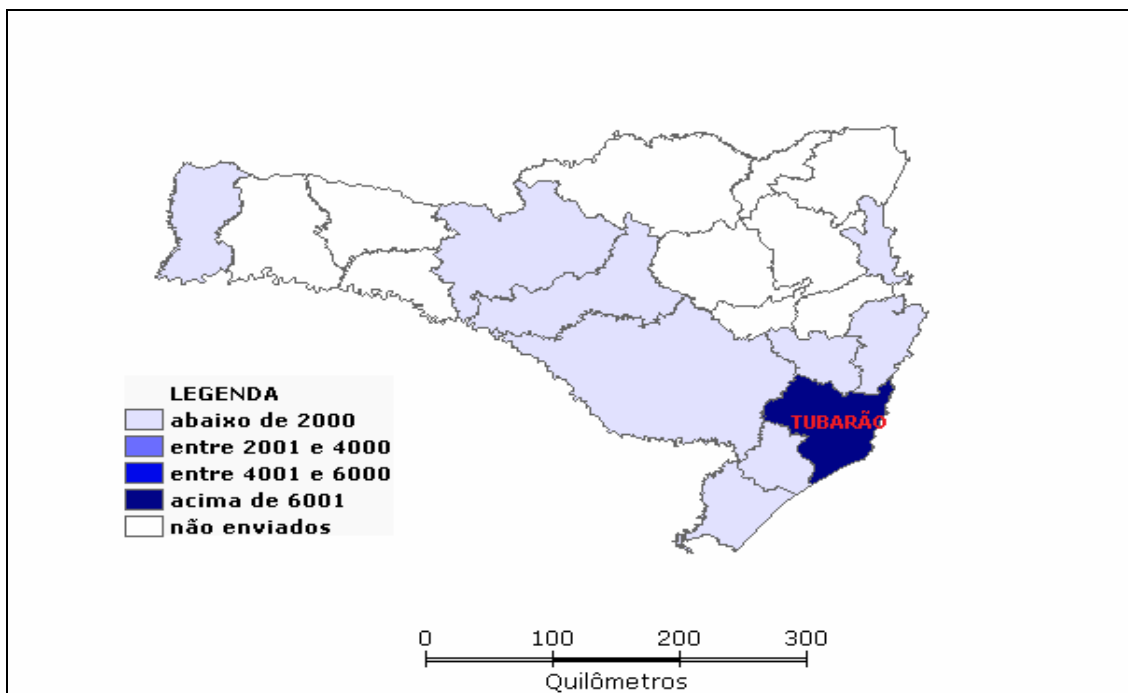 TUBARÃO
LEGENDA
abaixo de 2000
entre 2001 e 4000
entre 4001 e 6000
acima de 6001
não enviados
0 100 200 300
Quilômetros